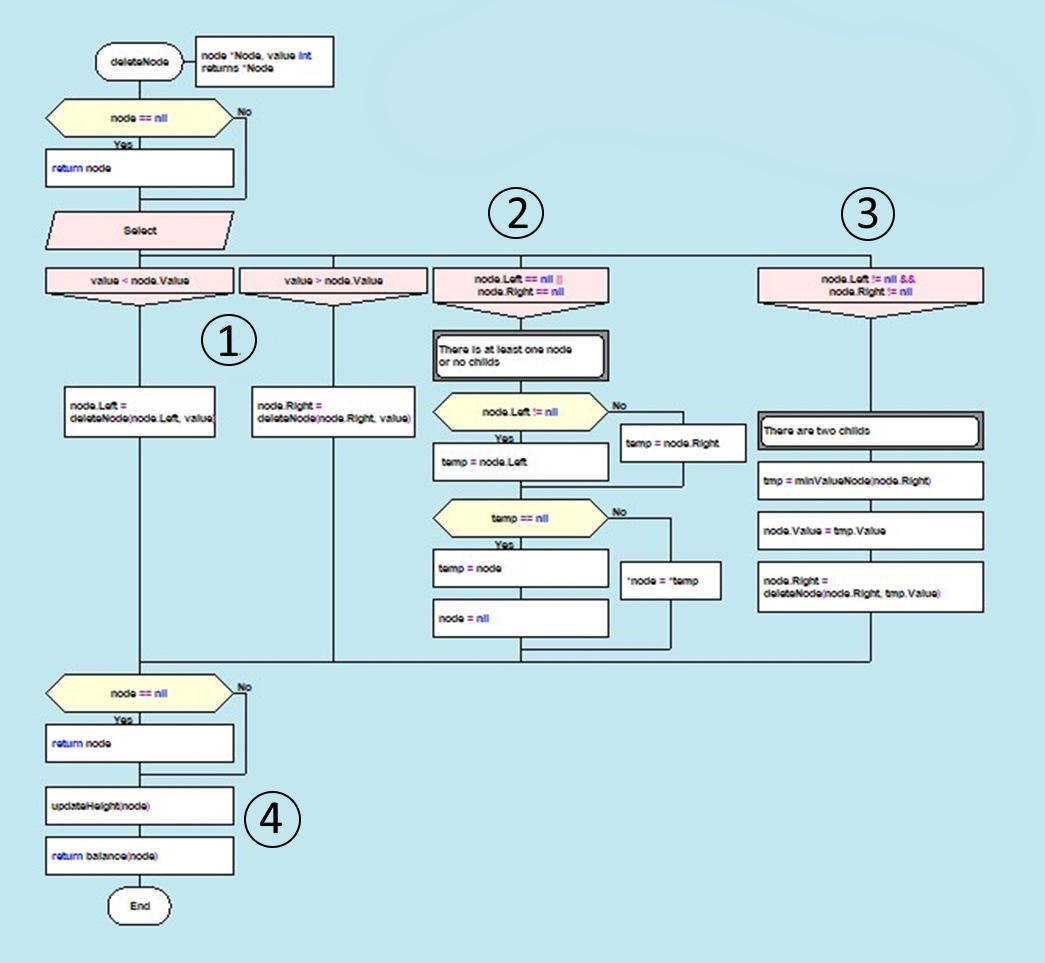 deleteNode
node *Node, value int
returns *Node
node == nil
No
Yes
return node
Select
2
3
value < node.Value
value > node.Value
node.Left == nil ||
node.Right == nil
node.Left != nil &&
node.Right != nil
1
There is at least one node
or no childs
node.Left =
deleteNode(node.Left, value)
node.Right =
deleteNode(node.Right, value)
node.Left != nil
No
Yes
temp = node.Left
temp = node.Right
There are two childs
tmp = minValueNode(node.Right)
temp == nil
No
Yes
temp = node
*node = *temp
node = nil
node.Value = tmp.Value
node.Right =
deleteNode(node.Right, tmp.Value)
node == nil
No
Yes
return node
updateHeight(node)
4
return balance(node)
End